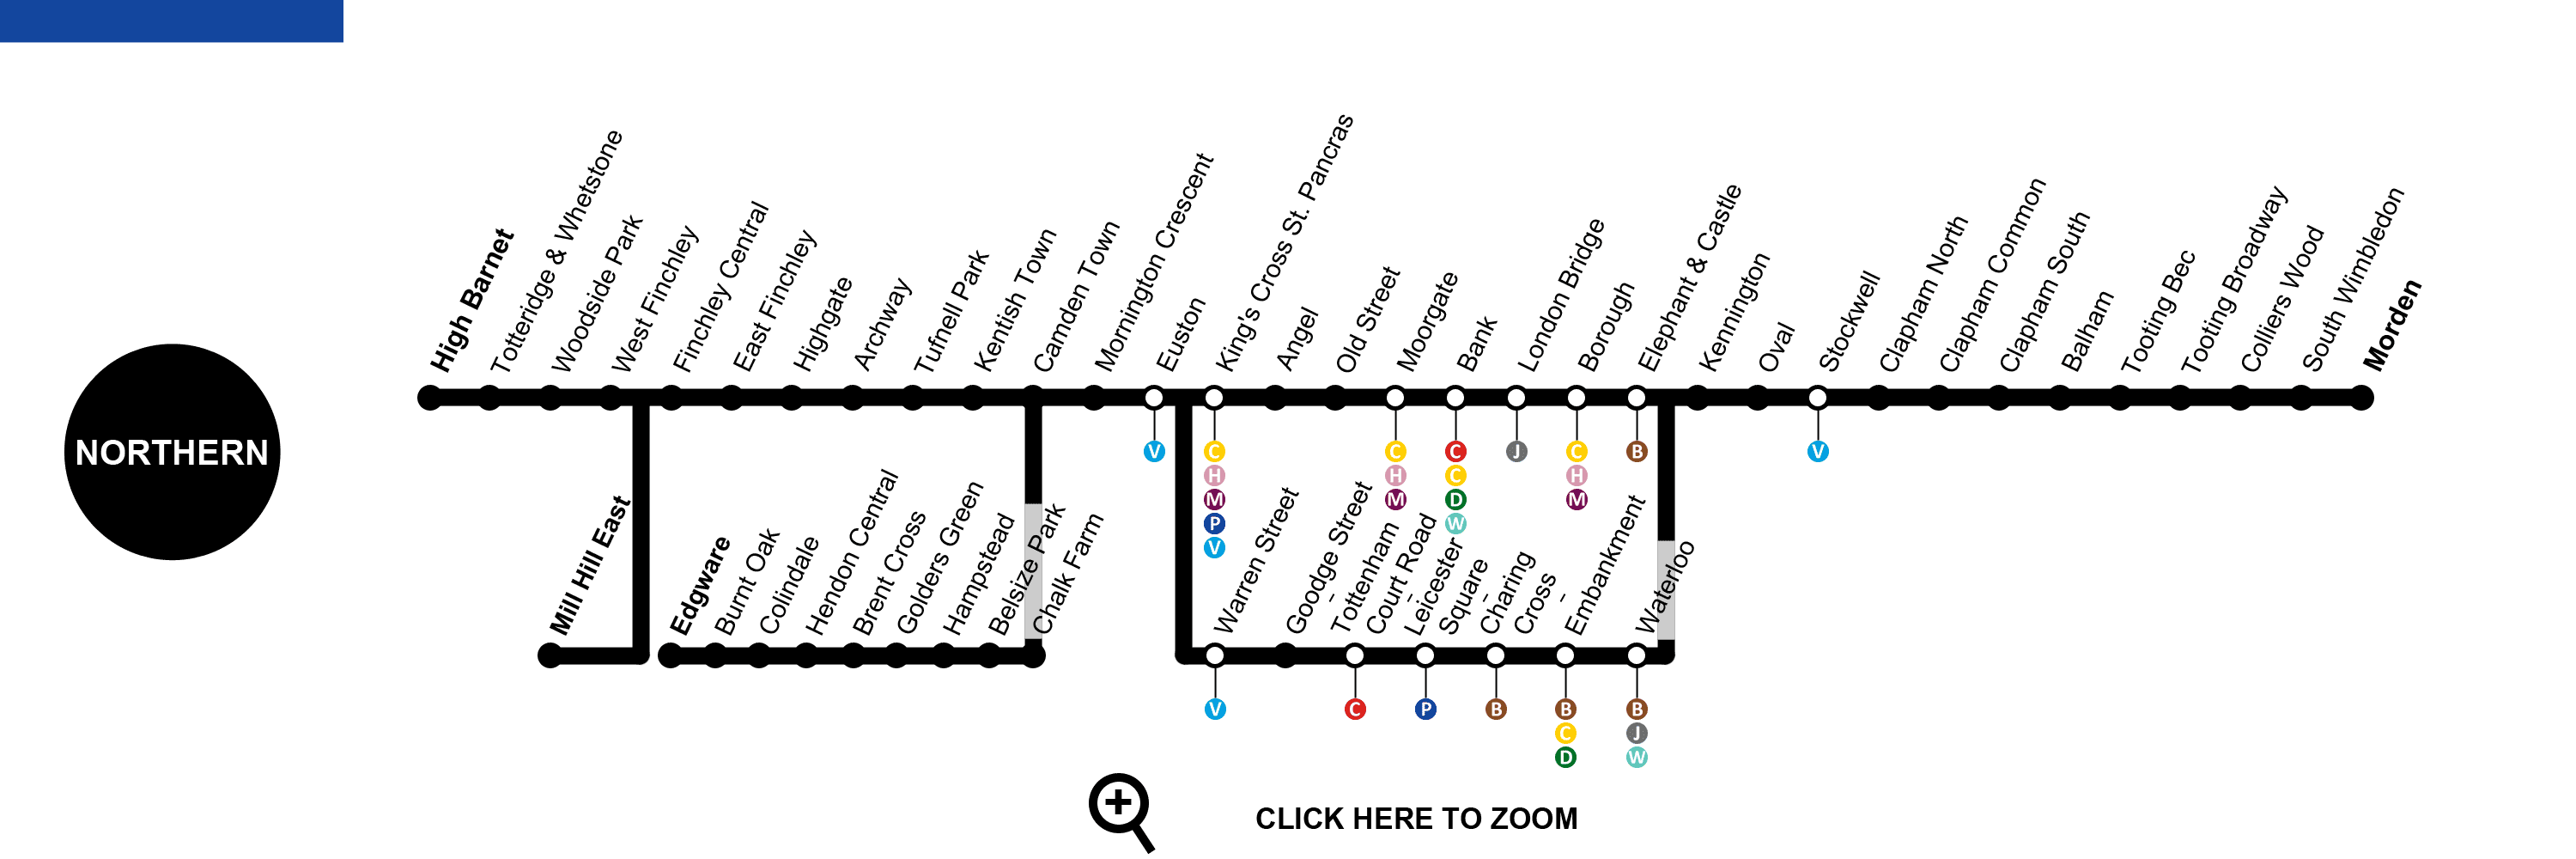 High Barnet
Totteridge & Whetstone
Woodside Park
West Finchley
Finchley Central
East Finchley
Highgate
Archway
Tufnell Park
Kentish Town
Camden Town
Mornington Crescent
Euston
King's Cross St. Pancras
Angel
Old Street
Moorgate
Bank
London Bridge
Borough
Elephant & Castle
Kennington
Oval
Stockwell
Clapham North
Clapham Common
Clapham South
Balham
Tooting Bec
Tooting Broadway
Colliers Wood
South Wimbledon
Morden
NORTHERN
V
C
H
M
P
V
C
H
M
C
C
D
W
J
C
H
M
B
V
Mill Hill East
Edgware
Burnt Oak
Colindale
Hendon Central
Brent Cross
Golders Green
Hampstead
Belsize Park
Chalk Farm
Warren Street
Goodge Street
Tottenham
Court Road
Leicester
Square
Charing
Cross
Embankment
Waterloo
V
C
P
B
B
C
D
B
J
W
CLICK HERE TO ZOOM